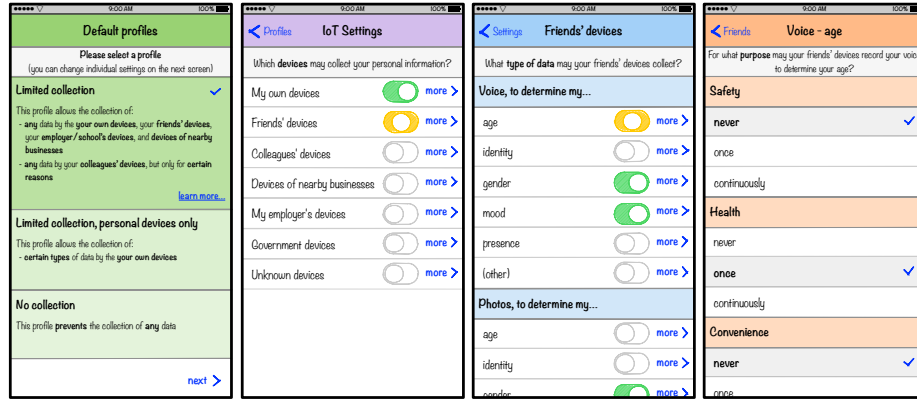 9:00 AM 100%
Default profiles
Please select a profile
(you can change individual settings on the next screen)
Limited collection
This profile allows the collection of:
- any data by the your own devices, your friends' devices,
your employer/school's devices, and devices of nearby
businesses
- any data by your colleagues' devices, but only for certain
reasons
learn more...
Limited collection, personal devices only
This profile allows the collection of:
- certain types of data by the your own devices
No collection
This profile prevents the collection of any data
next
9:00 AM 100%
Profiles IoT Settings
Which devices may collect your personal information?
My own devices more
Friends' devices more
Colleagues' devices more
Devices of nearby businesses more
My employer's devices more
Government devices more
Unknown devices more
9:00 AM 100%
Settings Friends' devices
What type of data may your friends' devices collect?
Voice, to determine my...
age more
identity more
gender more
mood more
presence more
(other) more
Photos, to determine my...
age more
identity more
gender more
9:00 AM 100%
Friends Voice - age
For what purpose may your friends' devices record your voice
to determine your age?
Safety
never
once
continuously
Health
never
once
continuously
Convenience
never
once